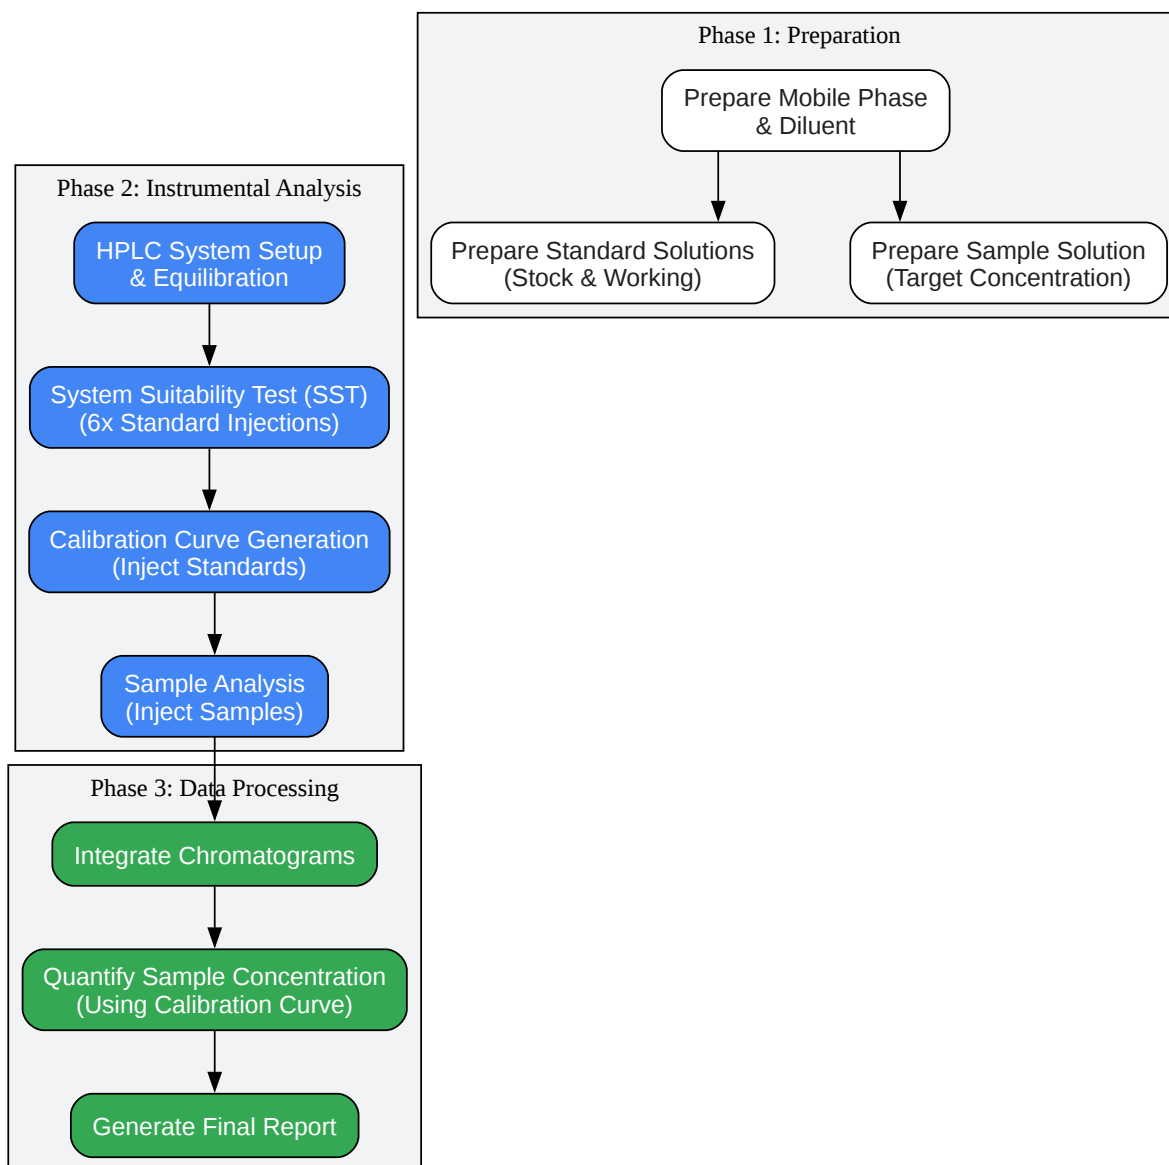 Phase 1: Preparation
Prepare Mobile Phase
& Diluent
Prepare Standard Solutions
(Stock & Working)
Prepare Sample Solution
(Target Concentration)
Phase 2: Instrumental Analysis
HPLC System Setup
& Equilibration
System Suitability Test (SST)
(6x Standard Injections)
Calibration Curve Generation
(Inject Standards)
Sample Analysis
(Inject Samples)
Phase 3: Data Processing
Integrate Chromatograms
Quantify Sample Concentration
(Using Calibration Curve)
Generate Final Report